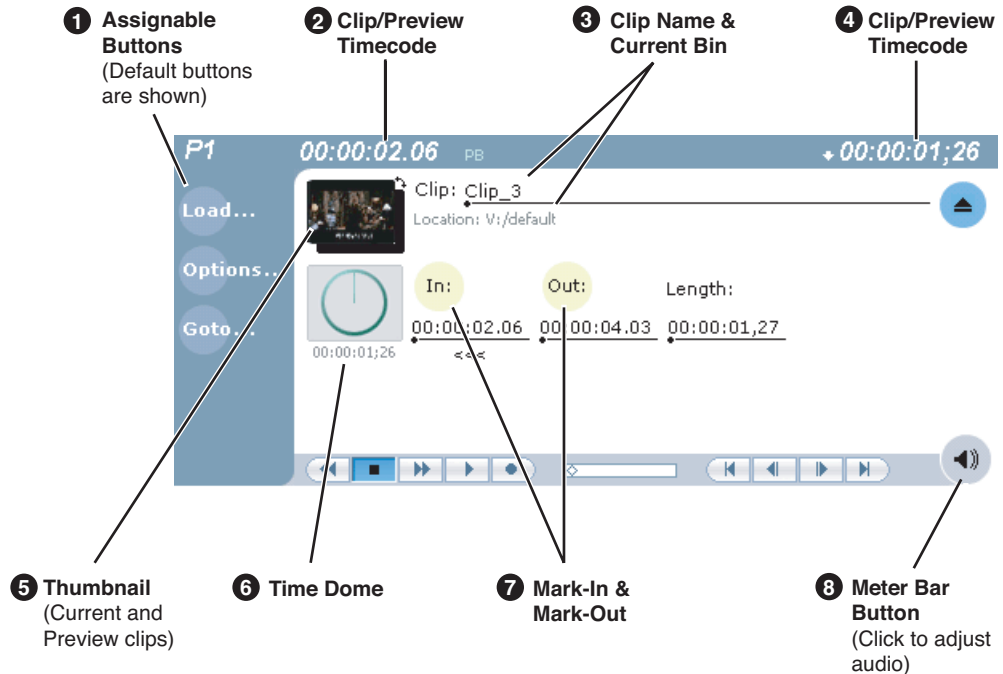 1 Assignable
Buttons
(Default buttons
are shown)
2 Clip/Preview
Timecode
3 Clip Name &
Current Bin
4 Clip/Preview
Timecode
P1 00:00:02.06 PB 00:00:01;26
Load...
Options..
Goto...
Clip: Clip_3
Location: V:/default
In: Out: Length:
00:00:02.06 00:00:04.03 00:00:01,27
00:00:01;26 <<<
5 Thumbnail
(Current and
Preview clips)
6 Time Dome
7 Mark-In &
Mark-Out
8 Meter Bar
Button
(Click to adjust
audio)